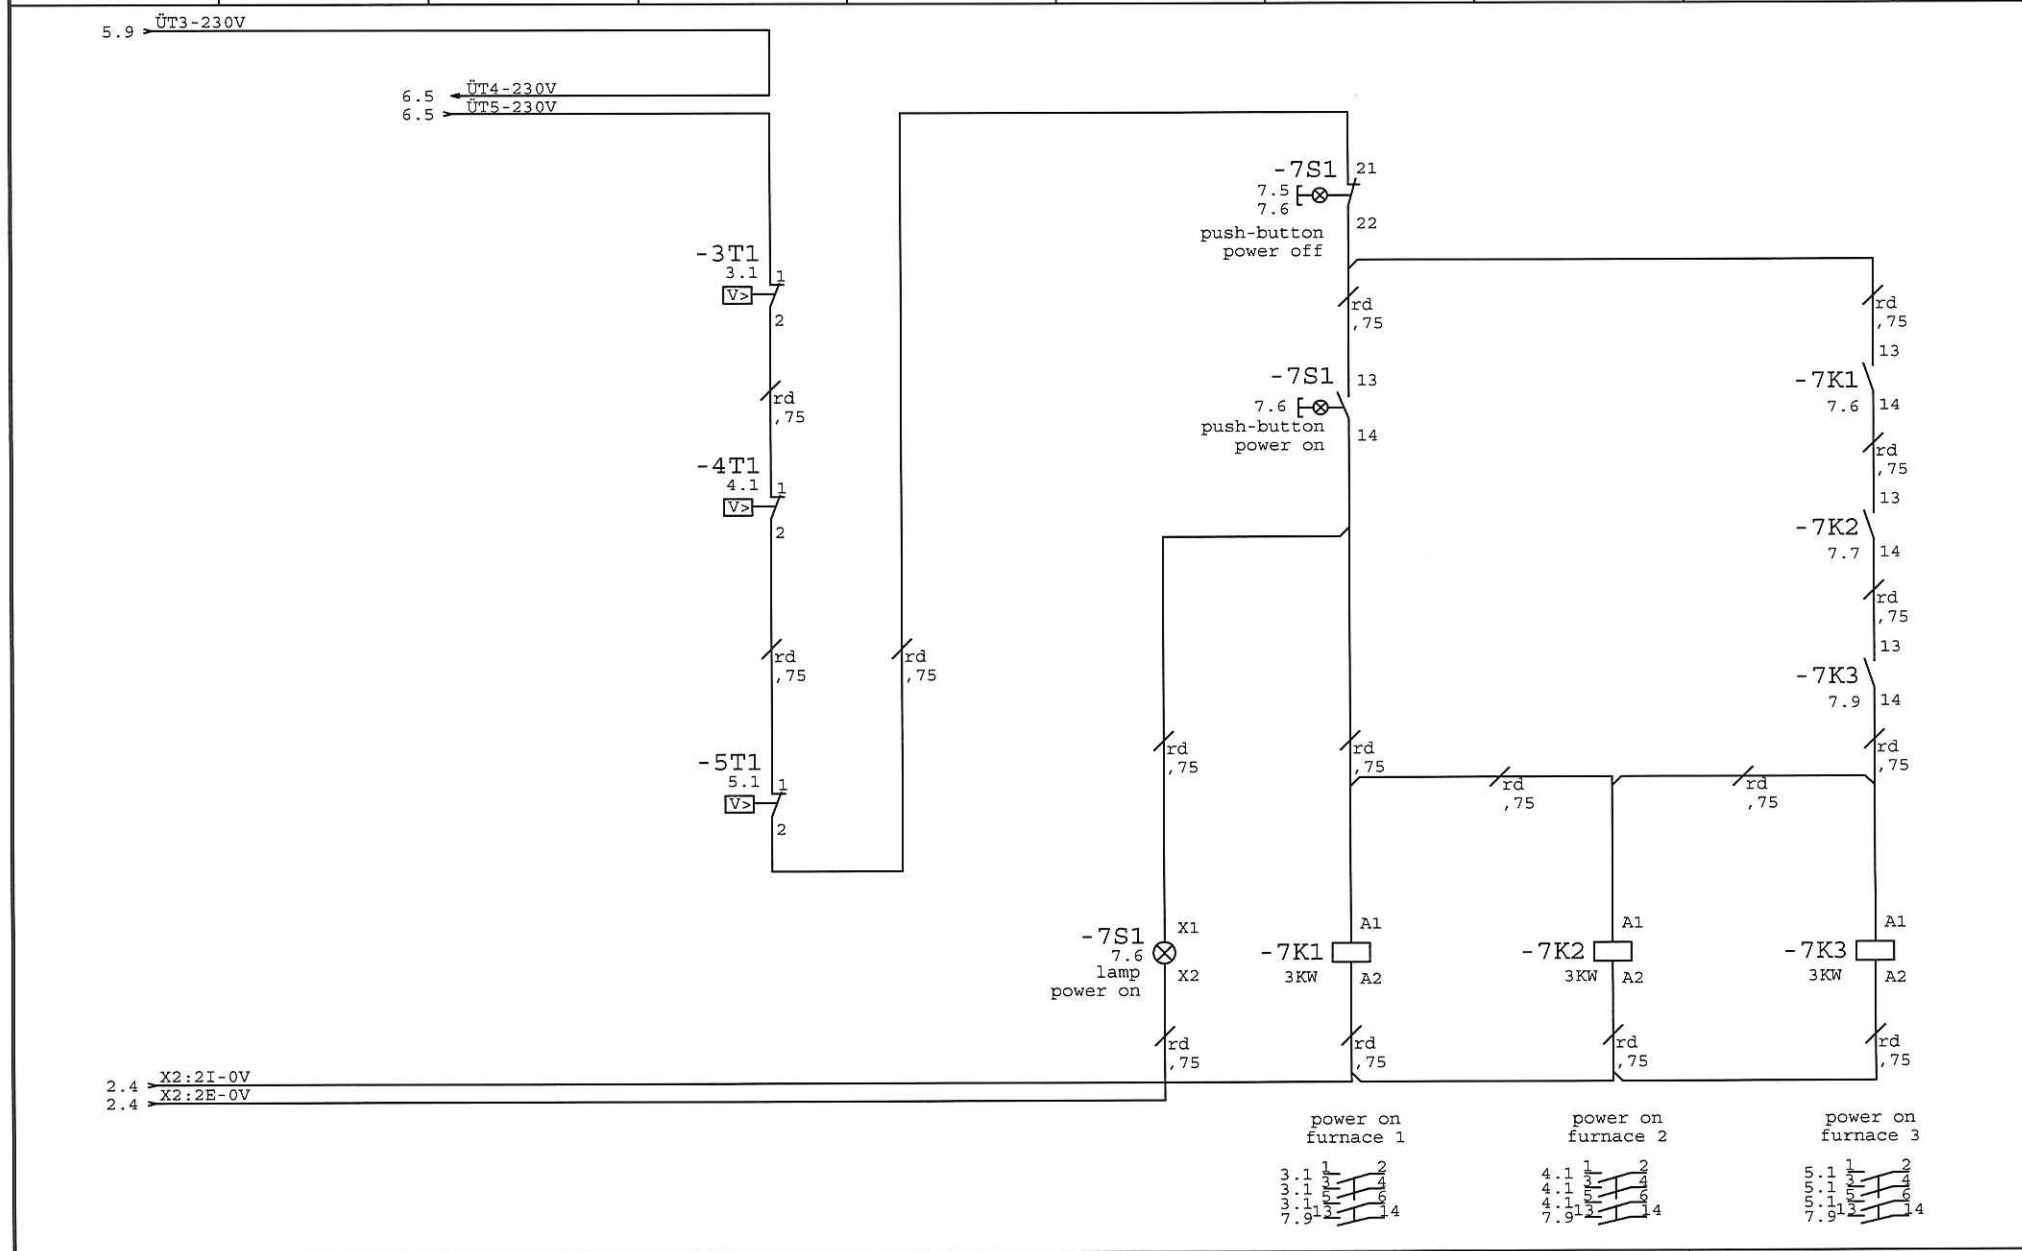 ÜT3-230V
5.9
ÜT4-230V
6.5
ÜT5-230V
6.5
-7S1
21
7.5
7.6
22
push-button
power off
-3T1
3.1
1
V>
2
rd
,75
rd
,75
13
-7S1
13
-7K1
7.6
14
7.6
push-button
power on
14
rd
,75
rd
,75
-4T1
4.1
1
V>
2
13
-7K2
7.7
14
rd
,75
13
rd
,75
rd
,75
-7K3
7.9
14
rd
,75
rd
,75
rd
,75
-5T1
5.1
1
V>
2
rd
,75
rd
,75
-7S1
7.6
lamp
power on
X1
X2
-7K1
3KW
A1
A2
-7K2
3KW
A1
A2
-7K3
3KW
A1
A2
rd
,75
rd
,75
rd
,75
rd
,75
2.4
X2:2I-0V
2.4
X2:2E-0V
power on
furnace 1
power on
furnace 2
power on
furnace 3
3.1 1 2
3.1 3 4
3.1 5 6
7.9 13 14
4.1 1 2
4.1 3 4
4.1 5 6
7.9 13 14
5.1 1 2
5.1 3 4
5.1 5 6
7.9 13 14